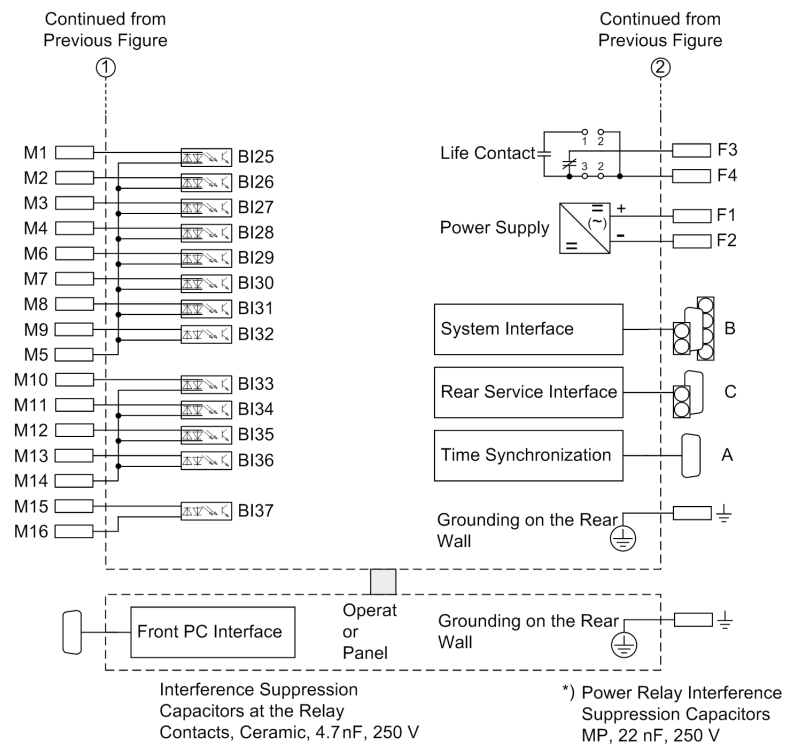 Continued from
Previous Figure
1
Continued from
Previous Figure
2
M1
BI25
M2
BI26
M3
BI27
M4
BI28
M6
BI29
M7
BI30
M8
BI31
M9
BI32
M5
M10
BI33
M11
BI34
M12
BI35
M13
BI36
M14
M15
BI37
M16
Life Contact
1 2
3 2
F3
F4
Power Supply
=
(~)
=
+
-
F1
F2
System Interface
B
Rear Service Interface
C
Time Synchronization
A
Grounding on the Rear
Wall
Front PC Interface
Operat
or
Panel
Grounding on the Rear
Wall
Interference Suppression
Capacitors at the Relay
Contacts, Ceramic, 4.7 nF, 250 V
*) Power Relay Interference
Suppression Capacitors
MP, 22 nF, 250 V